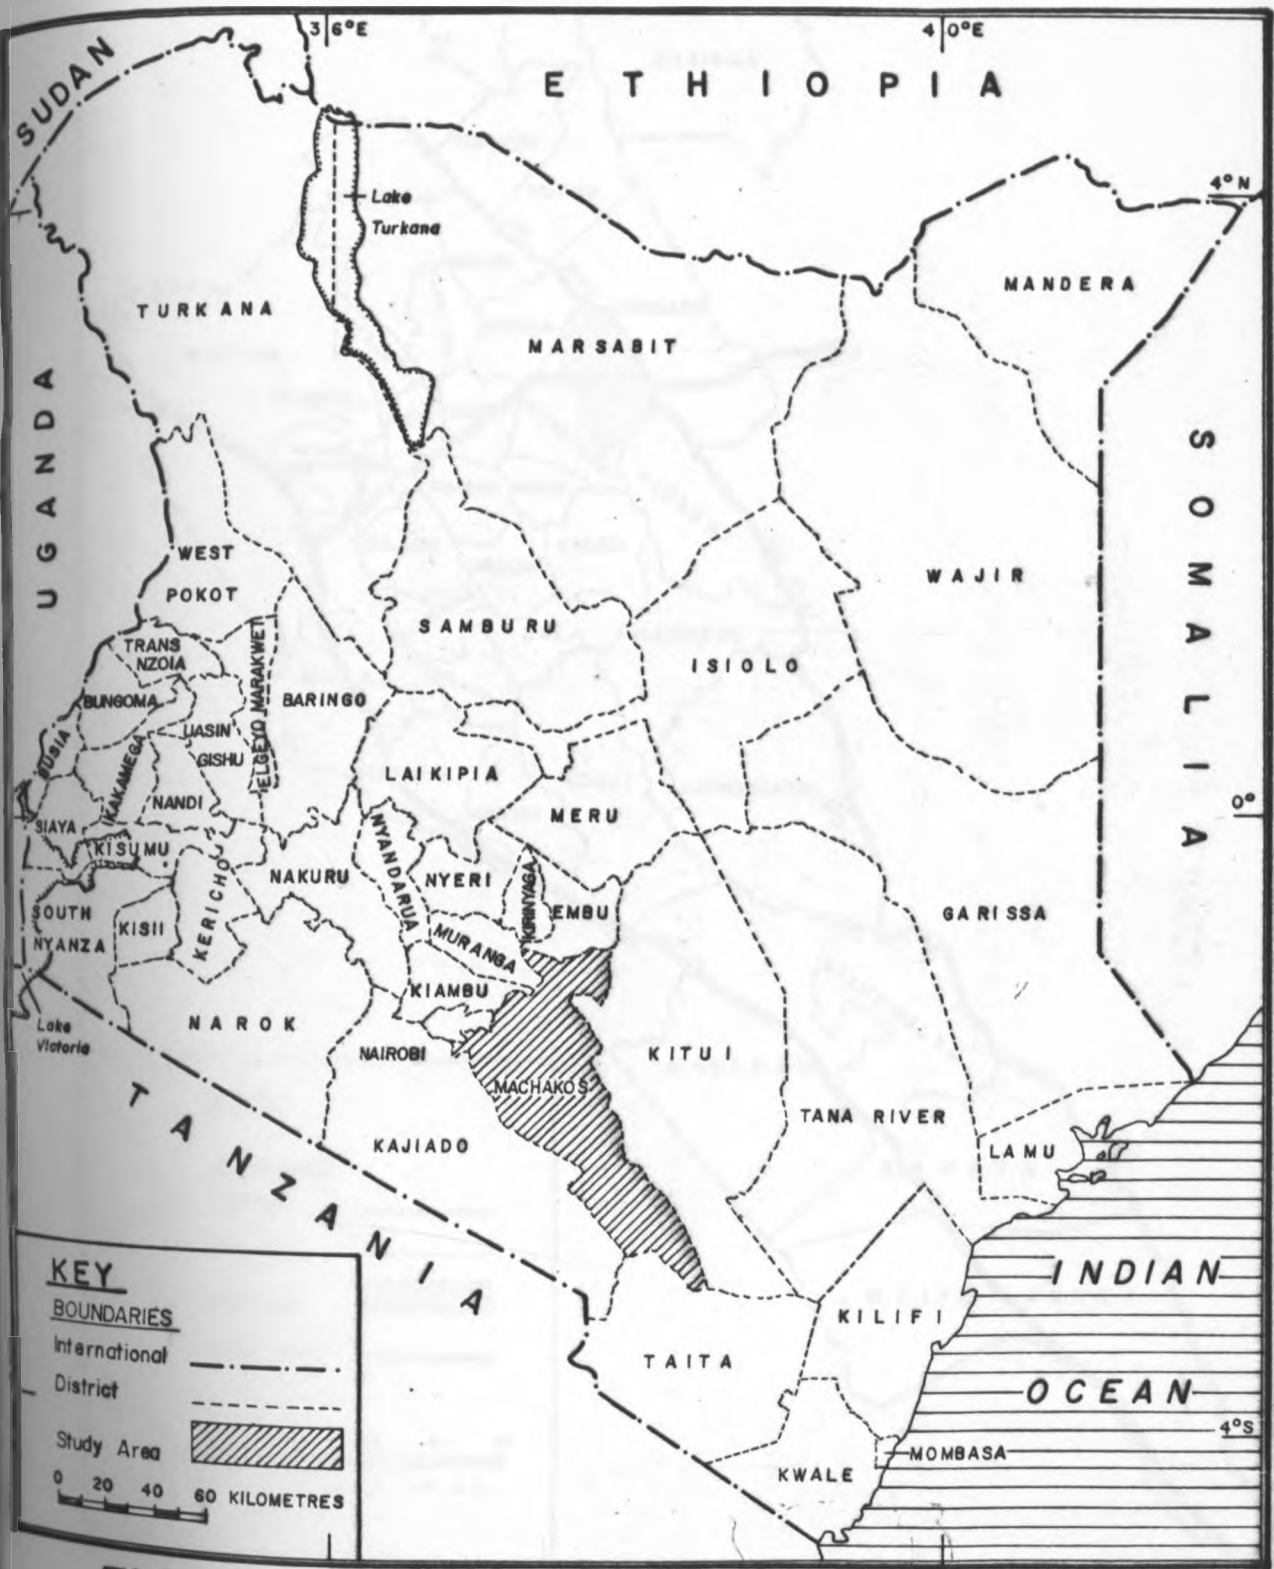 36°E
40°E
SUDAN
ETHIOPIA
4°N
Lake
Turkana
MANDERA
TURKANA
MARSABIT
UGANDA
SOMALIA
WEST
POKOT
WAJIR
SAMBURU
TRANS
NZOIA
ELGEYO MARAKWET
ISIOLO
BUNGOMA
BARINGO
UASIN
GISHU
BUSIA
KAKAMEGA
LAIKIPIA
NANDI
MERU
0°
SIAYA
KISUMU
NYANDARUA
NAKURU
NYERI
KIRINYAGA
KERICHO
EMBU
GARISSA
SOUTH
NYANZA
KISII
MURANGA
KIAMBU
Lake
Victoria
NAROK
NAIROBI
KITUI
MACHAKOS
TANZANIA
TANA RIVER
KAJIADO
LAMU
INDIAN
OCEAN
KILIFI
TAITA
4°S
MOMBASA
KWALE
KEY
BOUNDARIES
International
District
Study Area
0 20 40 60 KILOMETRES